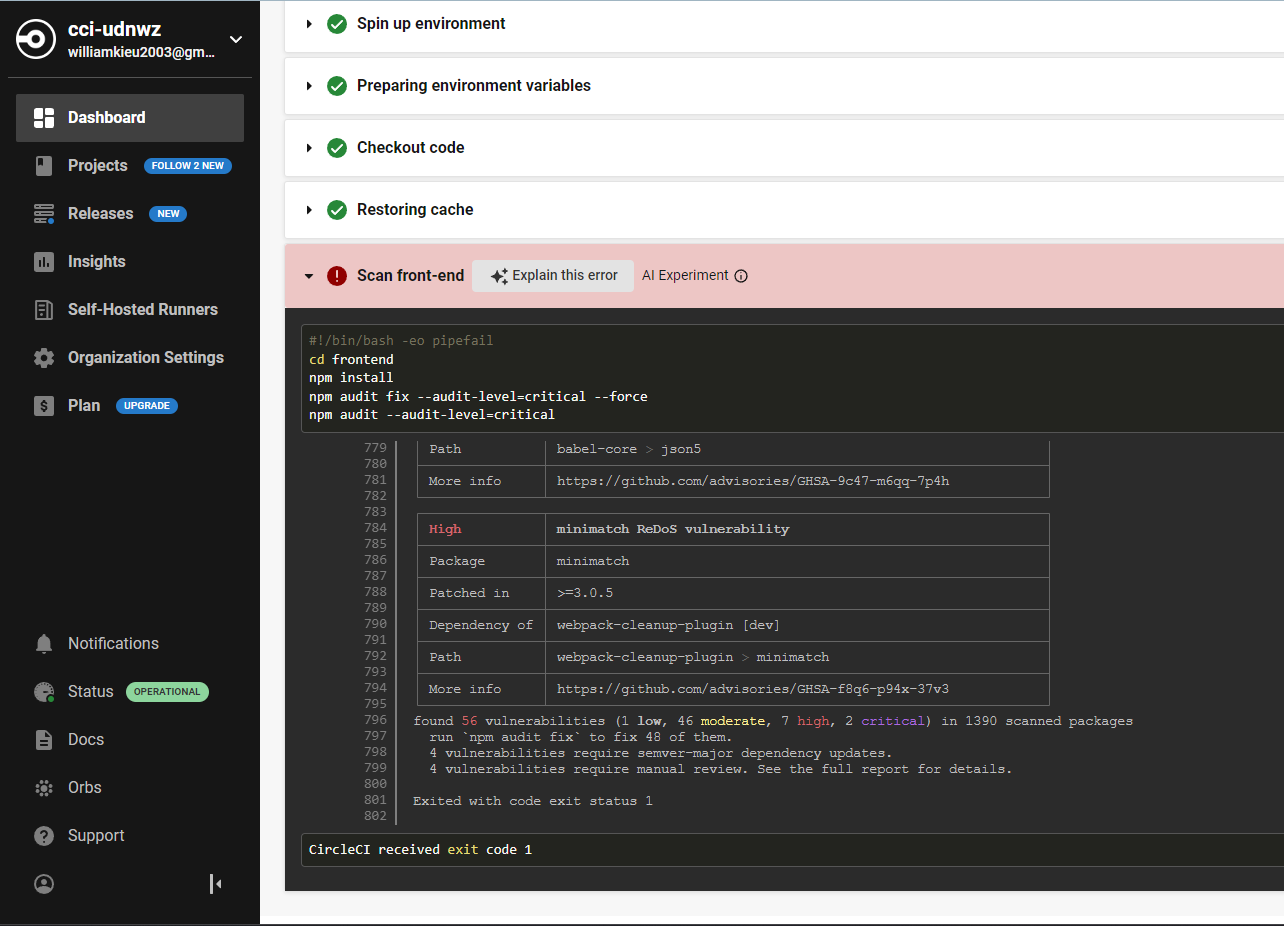 cci-udnwz
williamkieu2003@gm...
Dashboard
Projects FOLLOW 2 NEW
Releases NEW
Insights
Self-Hosted Runners
Organization Settings
Plan UPGRADE
Notifications
Status OPERATIONAL
Docs
Orbs
Support
Spin up environment
Preparing environment variables
Checkout code
Restoring cache
Scan front-end Explain this error AI Experiment
#!/bin/bash -eo pipefail
cd frontend
npm install
npm audit fix --audit-level=critical --force
npm audit --audit-level=critical
779 Path babel-core > json5
780
781 More info https://github.com/advisories/GHSA-9c47-m6qq-7p4h
782
783
784 High minimatch ReDoS vulnerability
785
786 Package minimatch
787
788 Patched in >=3.0.5
789
790 Dependency of webpack-cleanup-plugin [dev]
791
792 Path webpack-cleanup-plugin > minimatch
793
794 More info https://github.com/advisories/GHSA-f8q6-p94x-37v3
795
796 found 56 vulnerabilities (1 low, 46 moderate, 7 high, 2 critical) in 1390 scanned packages
797 run `npm audit fix` to fix 48 of them.
798 4 vulnerabilities require semver-major dependency updates.
799 4 vulnerabilities require manual review. See the full report for details.
800
801 Exited with code exit status 1
802
CircleCI received exit code 1